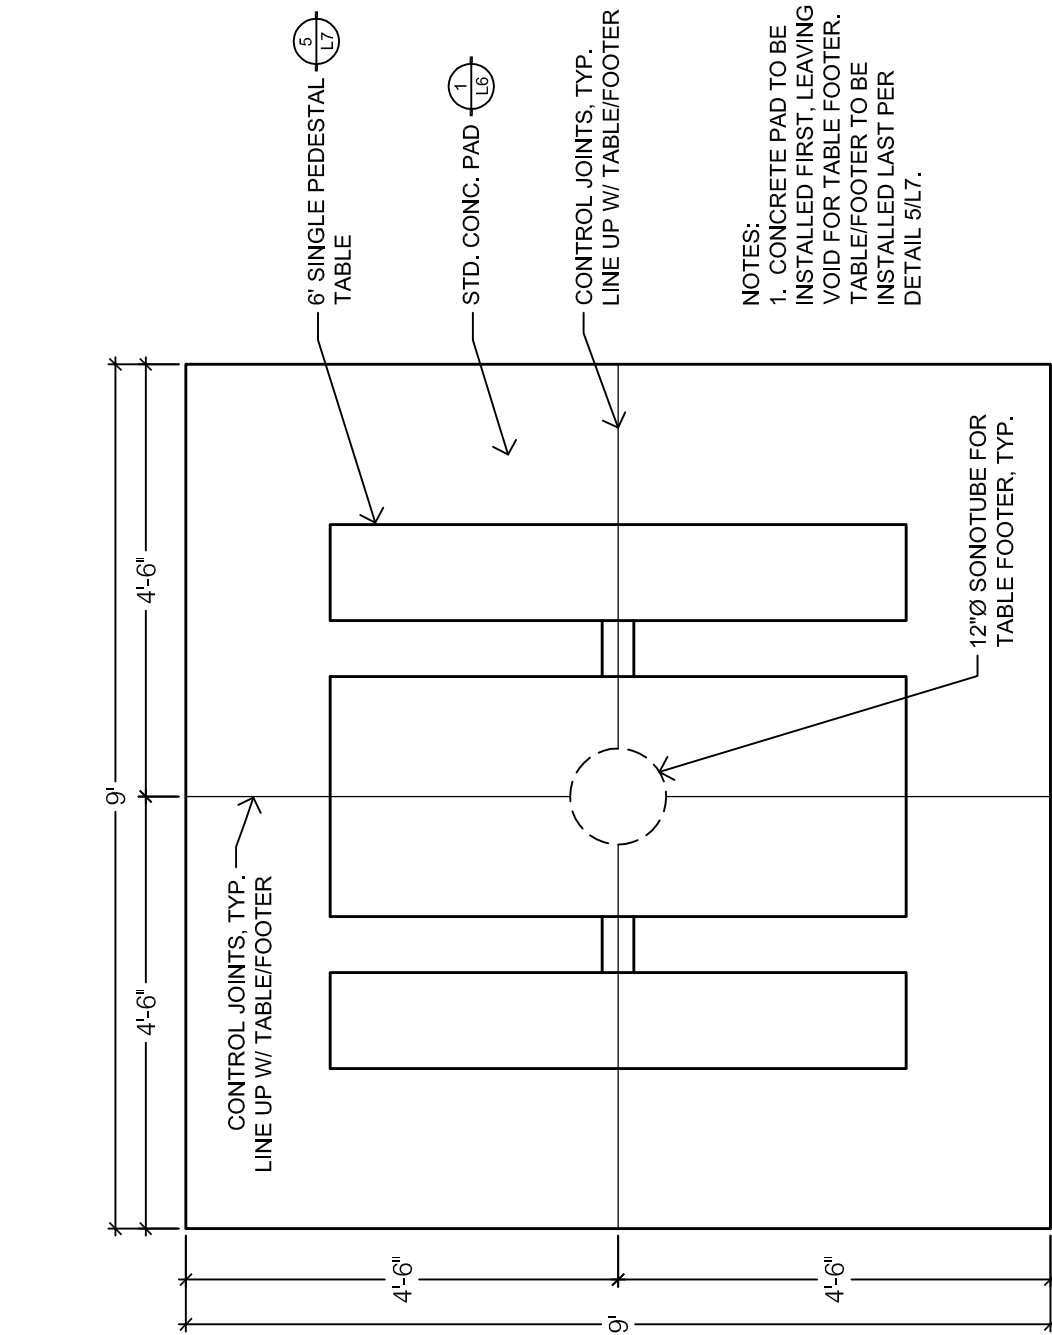 9'
4'-6"
4'-6"
CONTROL JOINTS, TYP.
LINE UP W/ TABLE/FOOTER
6' SINGLE PEDESTAL
TABLE
5
L7
STD. CONC. PAD
1
L6
CONTROL JOINTS, TYP.
LINE UP W/ TABLE/FOOTER
NOTES:
1. CONCRETE PAD TO BE
INSTALLED FIRST, LEAVING
VOID FOR TABLE FOOTER.
TABLE/FOOTER TO BE
INSTALLED LAST PER
DETAIL 5/L7.
12"Ø SONOTUBE FOR
TABLE FOOTER, TYP.
4'-6"
4'-6"
9'